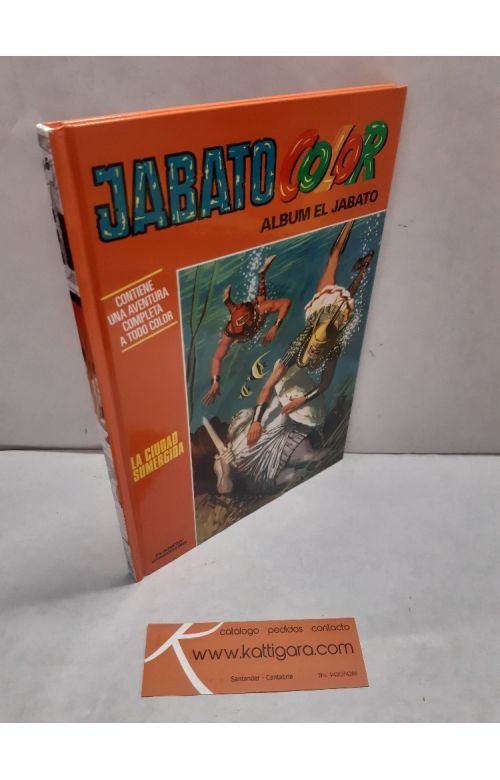 JABATO COLOR
ALBUM EL JABATO
CONTIENE
UNA AVENTURA
COMPLETA
A TODO COLOR
LA CIUDAD
SUMERGIDA
catálogo pedidos contacto
www.kattigara.com
Santander - Cantabria